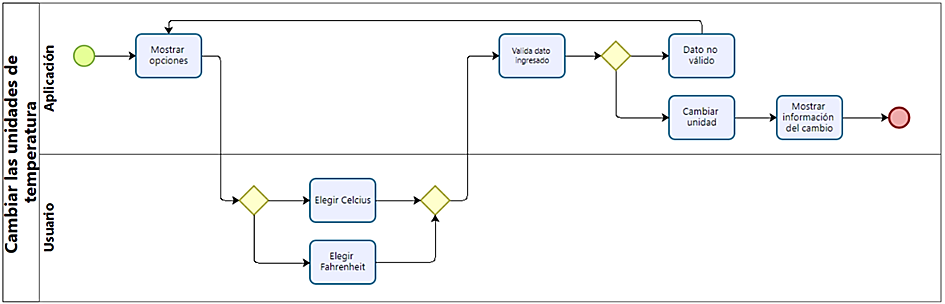 Cambiar las unidades de
temperatura
Aplicación
Mostrar
opciones
Valida dato
ingresado
Dato no
válido
Cambiar
unidad
Mostrar
información
del cambio
Usuario
Elegir Celcius
Elegir
Fahrenheit